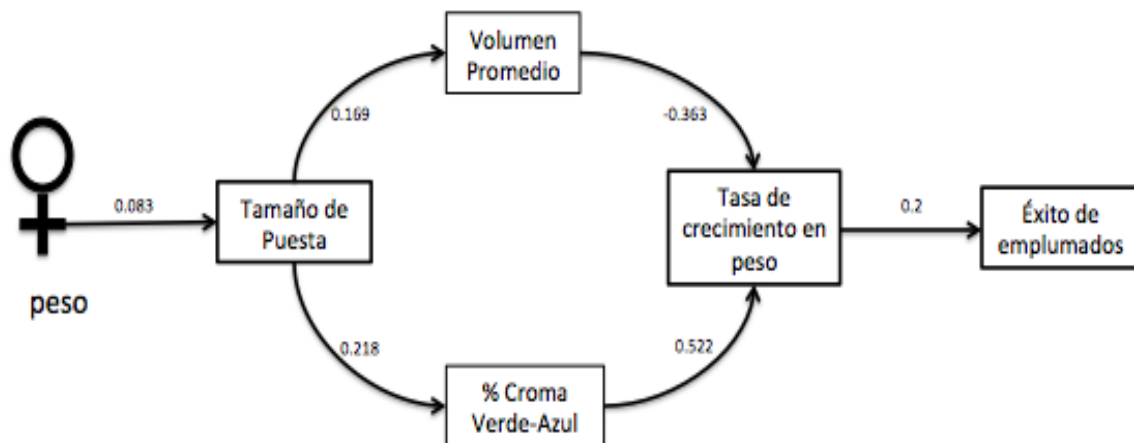 Volumen
Promedio
0.169
-0.363
0.083
Tamaño de
Puesta
Tasa de
crecimiento en
peso
0.2
Éxito de
emplumados
peso
0.218
0.522
% Croma
Verde-Azul